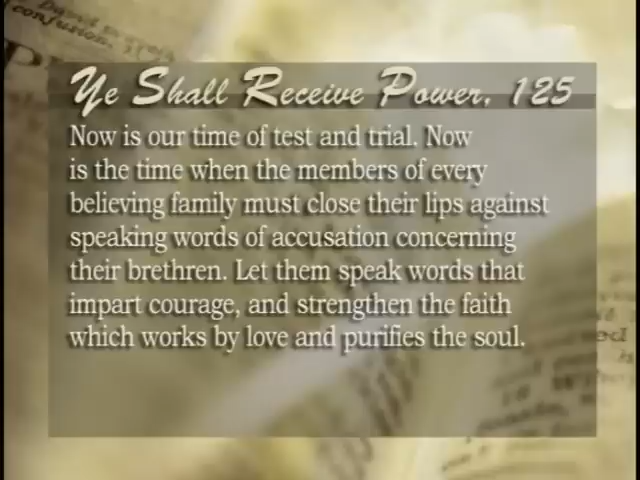 Ye Shall Receive Power, 125
Now is our time of test and trial. Now
is the time when the members of every
believing family must close their lips against
speaking words of accusation concerning
their brethren. Let them speak words that
impart courage, and strengthen the faith
which works by love and purifies the soul.
confusion.